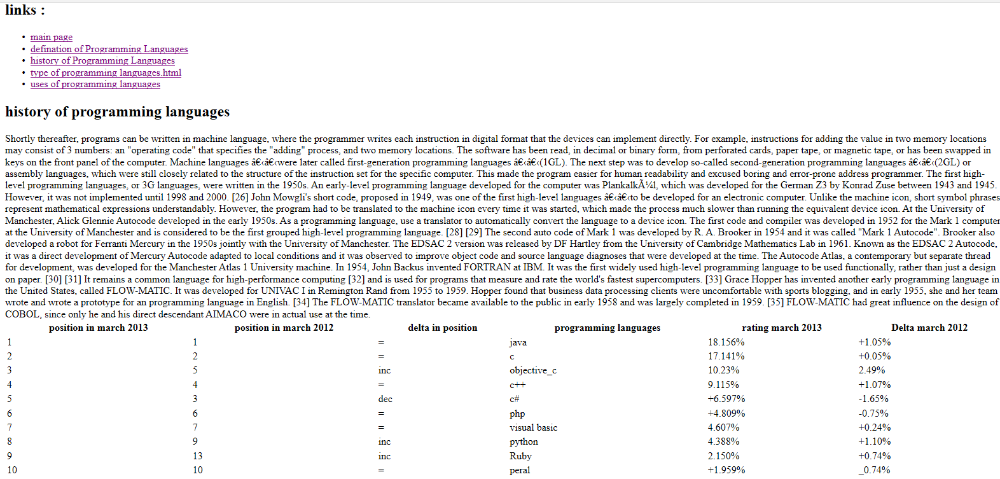 links :
• main page
• defination of Programming Languages
• history of Programming Languages
• type of programming languages.html
• uses of programming languages
history of programming languages
Shortly thereafter, programs can be written in machine language, where the programmer writes each instruction in digital format that the devices can implement directly. For example, instructions for adding the value in two memory locations
may consist of 3 numbers: an "operating code" that specifies the "adding" process, and two memory locations. The software has been read, in decimal or binary form, from perforated cards, paper tape, or magnetic tape, or has been swapped in
keys on the front panel of the computer. Machine languages â€‹â€‹were later called first-generation programming languages â€‹â€‹(1GL). The next step was to develop so-called second-generation programming languages â€‹â€‹(2GL) or
assembly languages, which were still closely related to the structure of the instruction set for the specific computer. This made the program easier for human readability and excused boring and error-prone address programmer. The first high-
level programming languages, or 3G languages, were written in the 1950s. An early-level programming language developed for the computer was PlankalkÃ¼l, which was developed for the German Z3 by Konrad Zuse between 1943 and 1945.
However, it was not implemented until 1998 and 2000. [26] John Mowgli's short code, proposed in 1949, was one of the first high-level languages â€‹â€‹to be developed for an electronic computer. Unlike the machine icon, short symbol phrases
represent mathematical expressions understandably. However, the program had to be translated to the machine icon every time it was started, which made the process much slower than running the equivalent device icon. At the University of
Manchester, Alick Glennie Autocode developed in the early 1950s. As a programming language, use a translator to automatically convert the language to a device icon. The first code and compiler was developed in 1952 for the Mark 1 computer
at the University of Manchester and is considered to be the first grouped high-level programming language. [28] [29] The second auto code of Mark 1 was developed by R. A. Brooker in 1954 and it was called "Mark 1 Autocode". Brooker also
developed a robot for Ferranti Mercury in the 1950s jointly with the University of Manchester. The EDSAC 2 version was released by DF Hartley from the University of Cambridge Mathematics Lab in 1961. Known as the EDSAC 2 Autocode,
it was a direct development of Mercury Autocode adapted to local conditions and it was observed to improve object code and source language diagnoses that were developed at the time. The Autocode Atlas, a contemporary but separate thread
for development, was developed for the Manchester Atlas 1 University machine. In 1954, John Backus invented FORTRAN at IBM. It was the first widely used high-level programming language to be used functionally, rather than just a design
on paper. [30] [31] It remains a common language for high-performance computing [32] and is used for programs that measure and rate the world's fastest supercomputers. [33] Grace Hopper has invented another early programming language in
the United States, called FLOW-MATIC. It was developed for UNIVAC I in Remington Rand from 1955 to 1959. Hopper found that business data processing clients were uncomfortable with sports blogging, and in early 1955, she and her team
wrote and wrote a prototype for an programming language in English. [34] The FLOW-MATIC translator became available to the public in early 1958 and was largely completed in 1959. [35] FLOW-MATIC had great influence on the design of
COBOL, since only he and his direct descendant AIMACO were in actual use at the time.
position in march 2013 position in march 2012 delta in position programming languages rating march 2013 Delta march 2012
1 1 = java 18.156% +1.05%
2 2 = c 17.141% +0.05%
3 5 inc objective_c 10.23% 2.49%
4 4 = c++ 9.115% +1.07%
5 3 dec c# +6.597% -1.65%
6 6 = php +4.809% -0.75%
7 7 = visual basic 4.607% +0.24%
8 9 inc python 4.388% +1.10%
9 13 inc Ruby 2.150% +0.74%
10 10 = peral +1.959% _0.74%